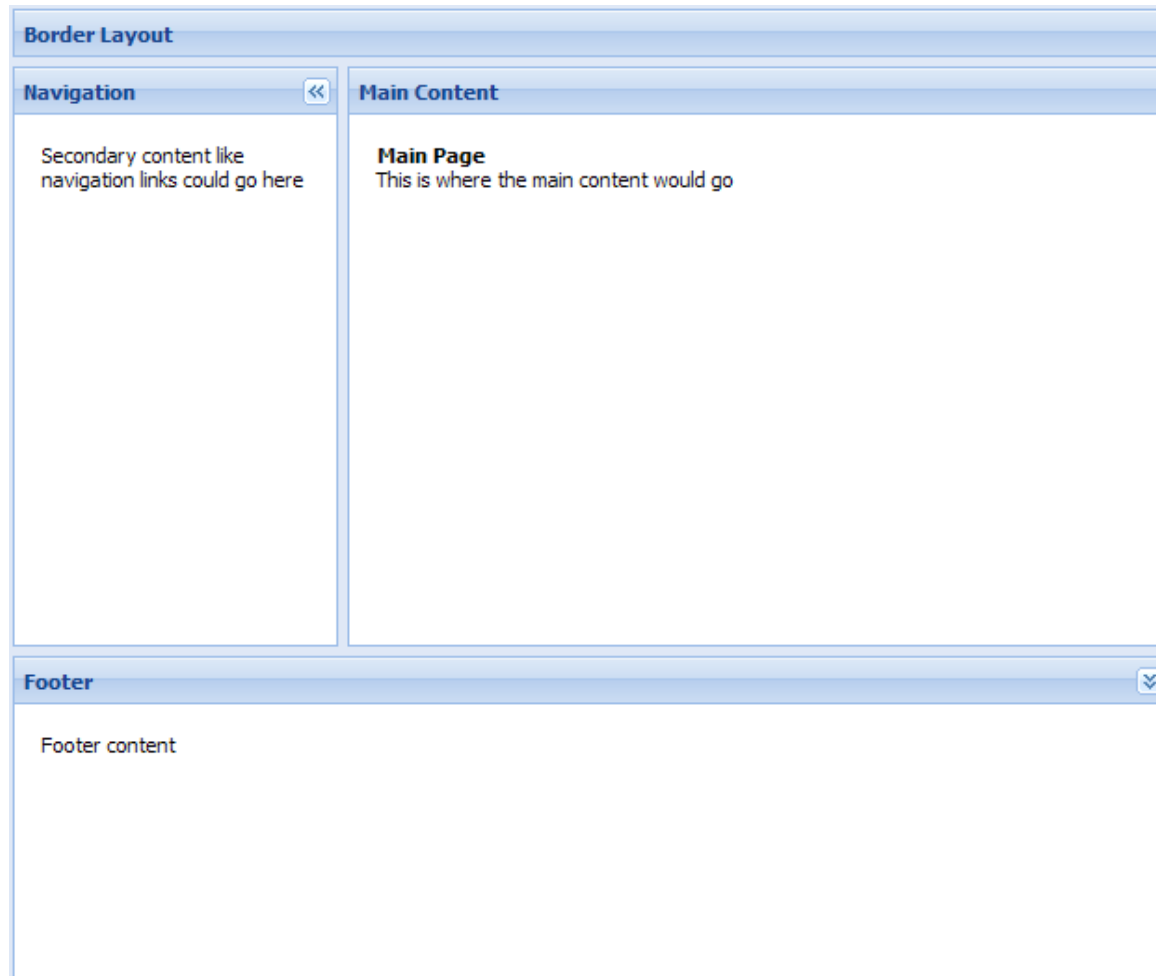 Border Layout
Navigation
Main Content
Secondary content like
navigation links could go here
Main Page
This is where the main content would go
Footer
Footer content